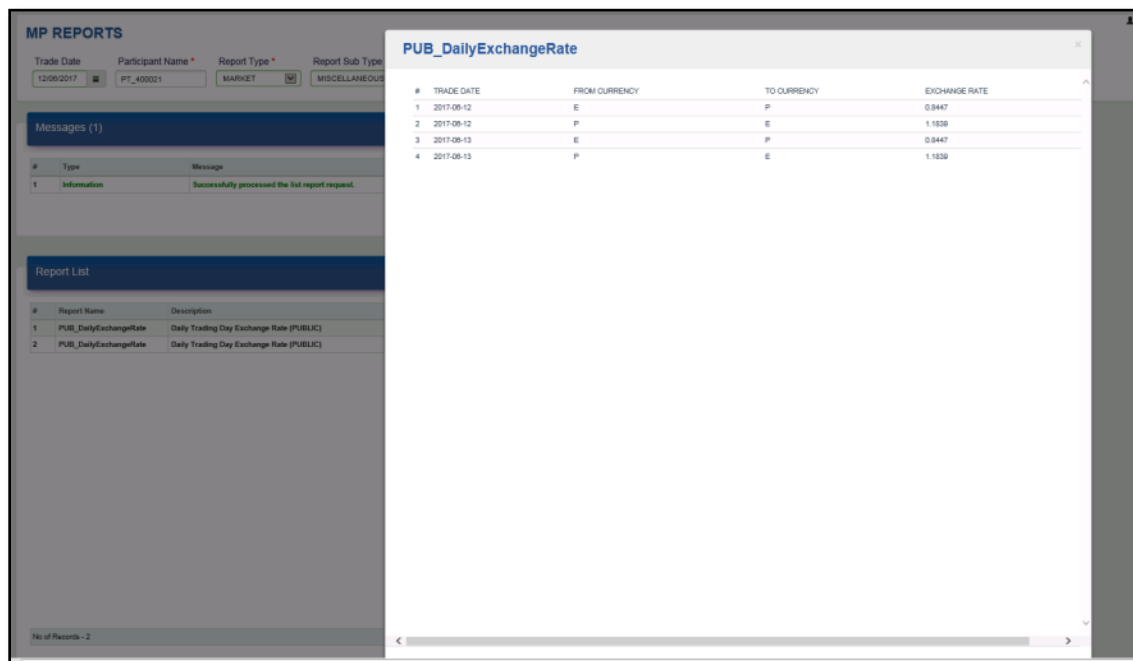 MP REPORTS
Trade Date Participant Name * Report Type * Report Sub Type
12/06/2017 PT_400021 MARKET MISCELLANEOUS
Messages (1)
# Type Message
1 Information Successfully processed the list report request.
Report List
# Report Name Description
1 PUB_DailyExchangeRate Daily Trading Day Exchange Rate (PUBLIC)
2 PUB_DailyExchangeRate Daily Trading Day Exchange Rate (PUBLIC)
No of Records - 2
PUB_DailyExchangeRate ×
# TRADE DATE FROM CURRENCY TO CURRENCY EXCHANGE RATE
1 2017-06-12 E P 0.8447
2 2017-06-12 P E 1.1839
3 2017-06-13 E P 0.8447
4 2017-06-13 P E 1.1839